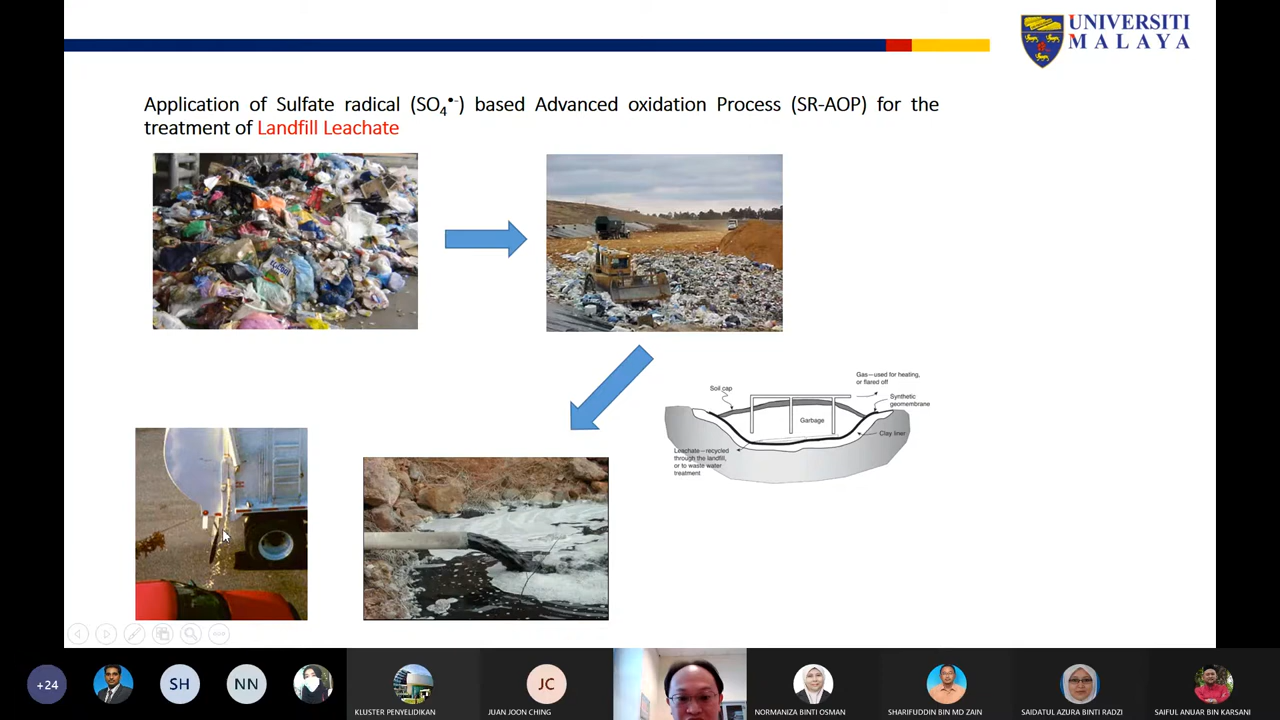 UNIVERSITI
MALAYA
Application of Sulfate radical (SO₄•-) based Advanced oxidation Process (SR-AOP) for the
treatment of Landfill Leachate
Gas—used for heating,
or flared off
Soil cap
Synthetic
geomembrane
Garbage
Clay liner
Leachate—recycled
through the landfill,
or to waste water
treatment
+24
SH
NN
KLUSTER PENYELIDIKAN
JC
JUAN JOON CHING
NORMANIZA BINTI OSMAN
SHARIFUDDIN BIN MD ZAIN
SAIDATUL AZURA BINTI RADZI
SAIFUL ANUAR BIN KARSANI